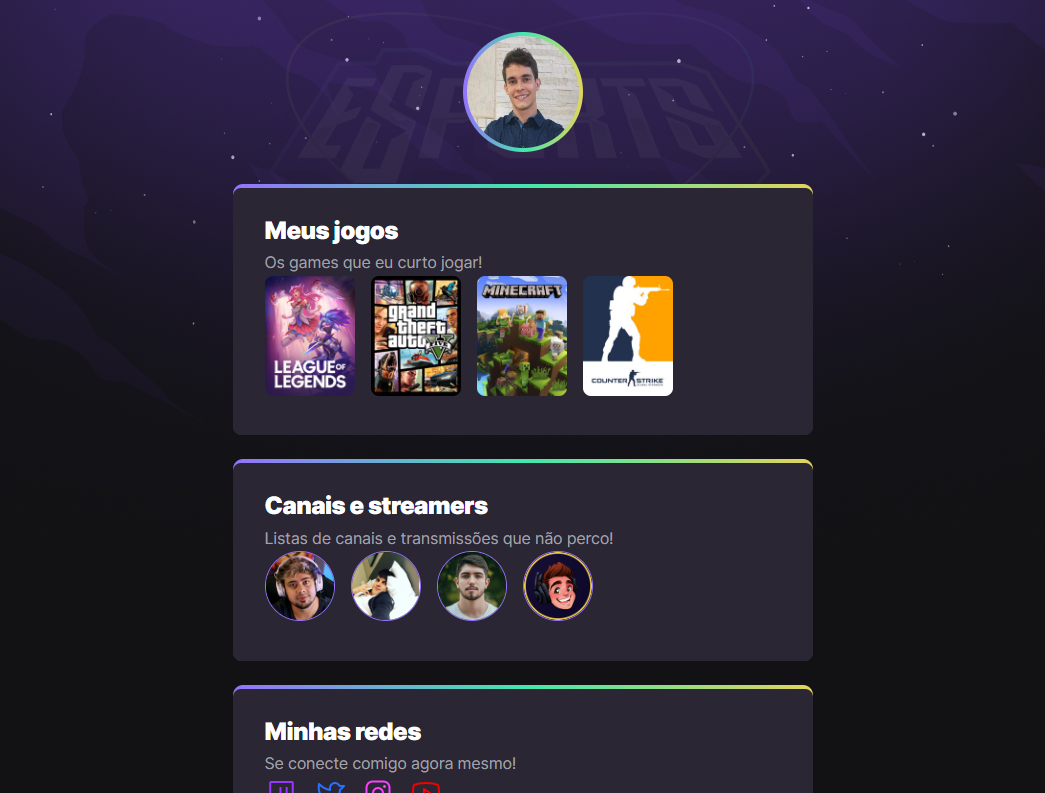 ESPORTS
Meus jogos
Os games que eu curto jogar!
LEAGUE OF
LEGENDS
grand
theft
auto
V
MINECRAFT
COUNTER STRIKE
Canais e streamers
Listas de canais e transmissões que não perco!
Minhas redes
Se conecte comigo agora mesmo!